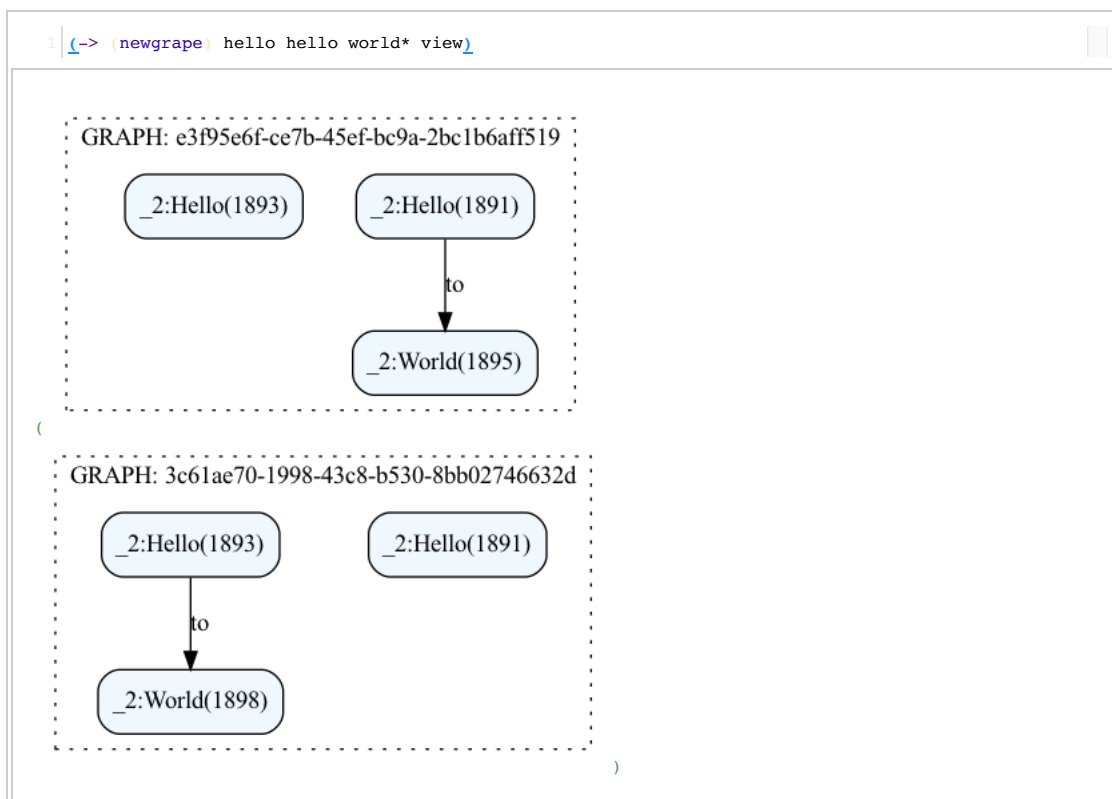 1 (-> (newgrape) hello hello world* view)
GRAPH: e3f95e6f-ce7b-45ef-bc9a-2bc1b6aff519
_2:Hello(1893) _2:Hello(1891)
to
_2:World(1895)
(
GRAPH: 3c61ae70-1998-43c8-b530-8bb02746632d
_2:Hello(1893) _2:Hello(1891)
to
_2:World(1898)
)